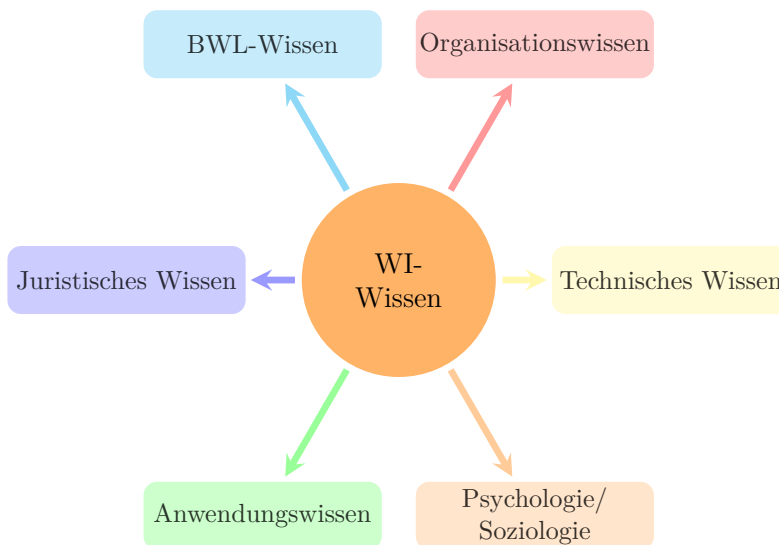 BWL-Wissen
Organisationswissen
Juristisches Wissen
WI-
Wissen
Technisches Wissen
Anwendungswissen
Psychologie/
Soziologie